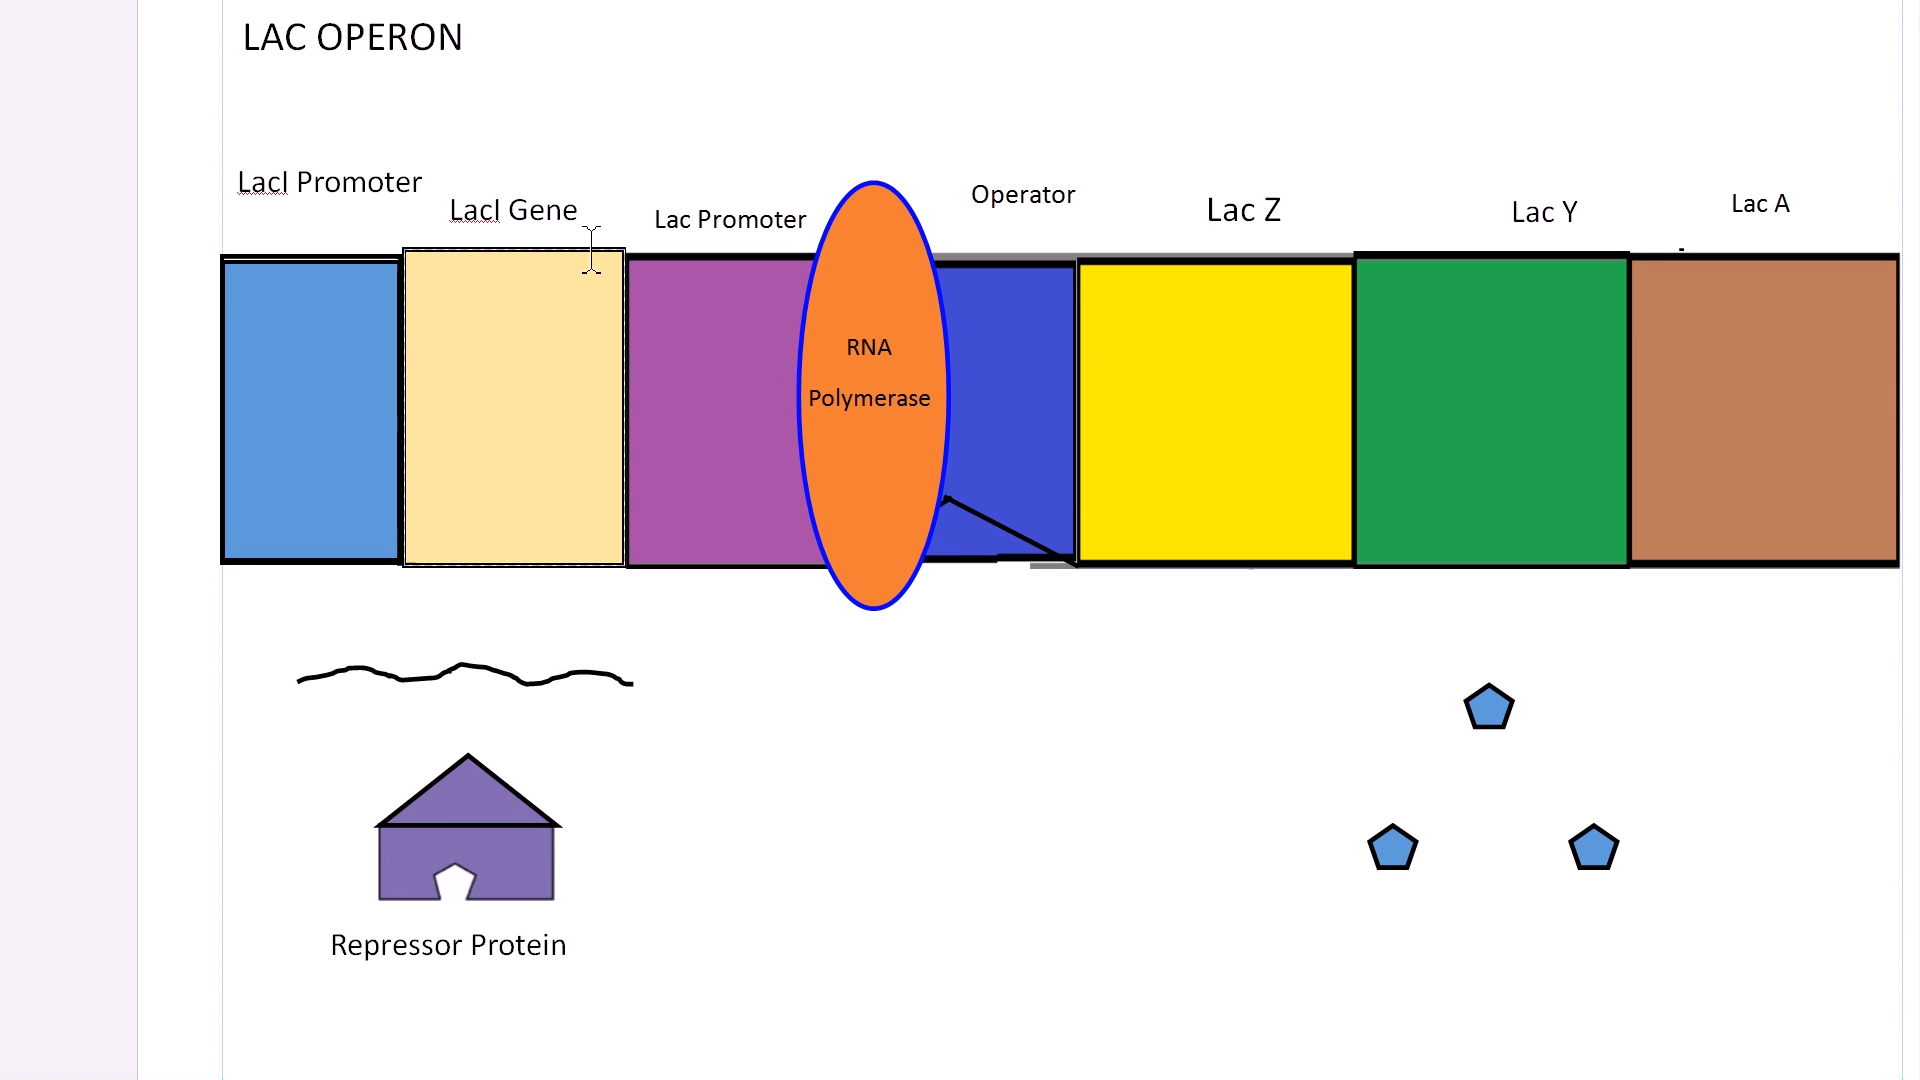 LAC OPERON
LacI Promoter
LacI Gene
Lac Promoter
Operator
Lac Z
Lac Y
Lac A
RNA
Polymerase
Repressor Protein